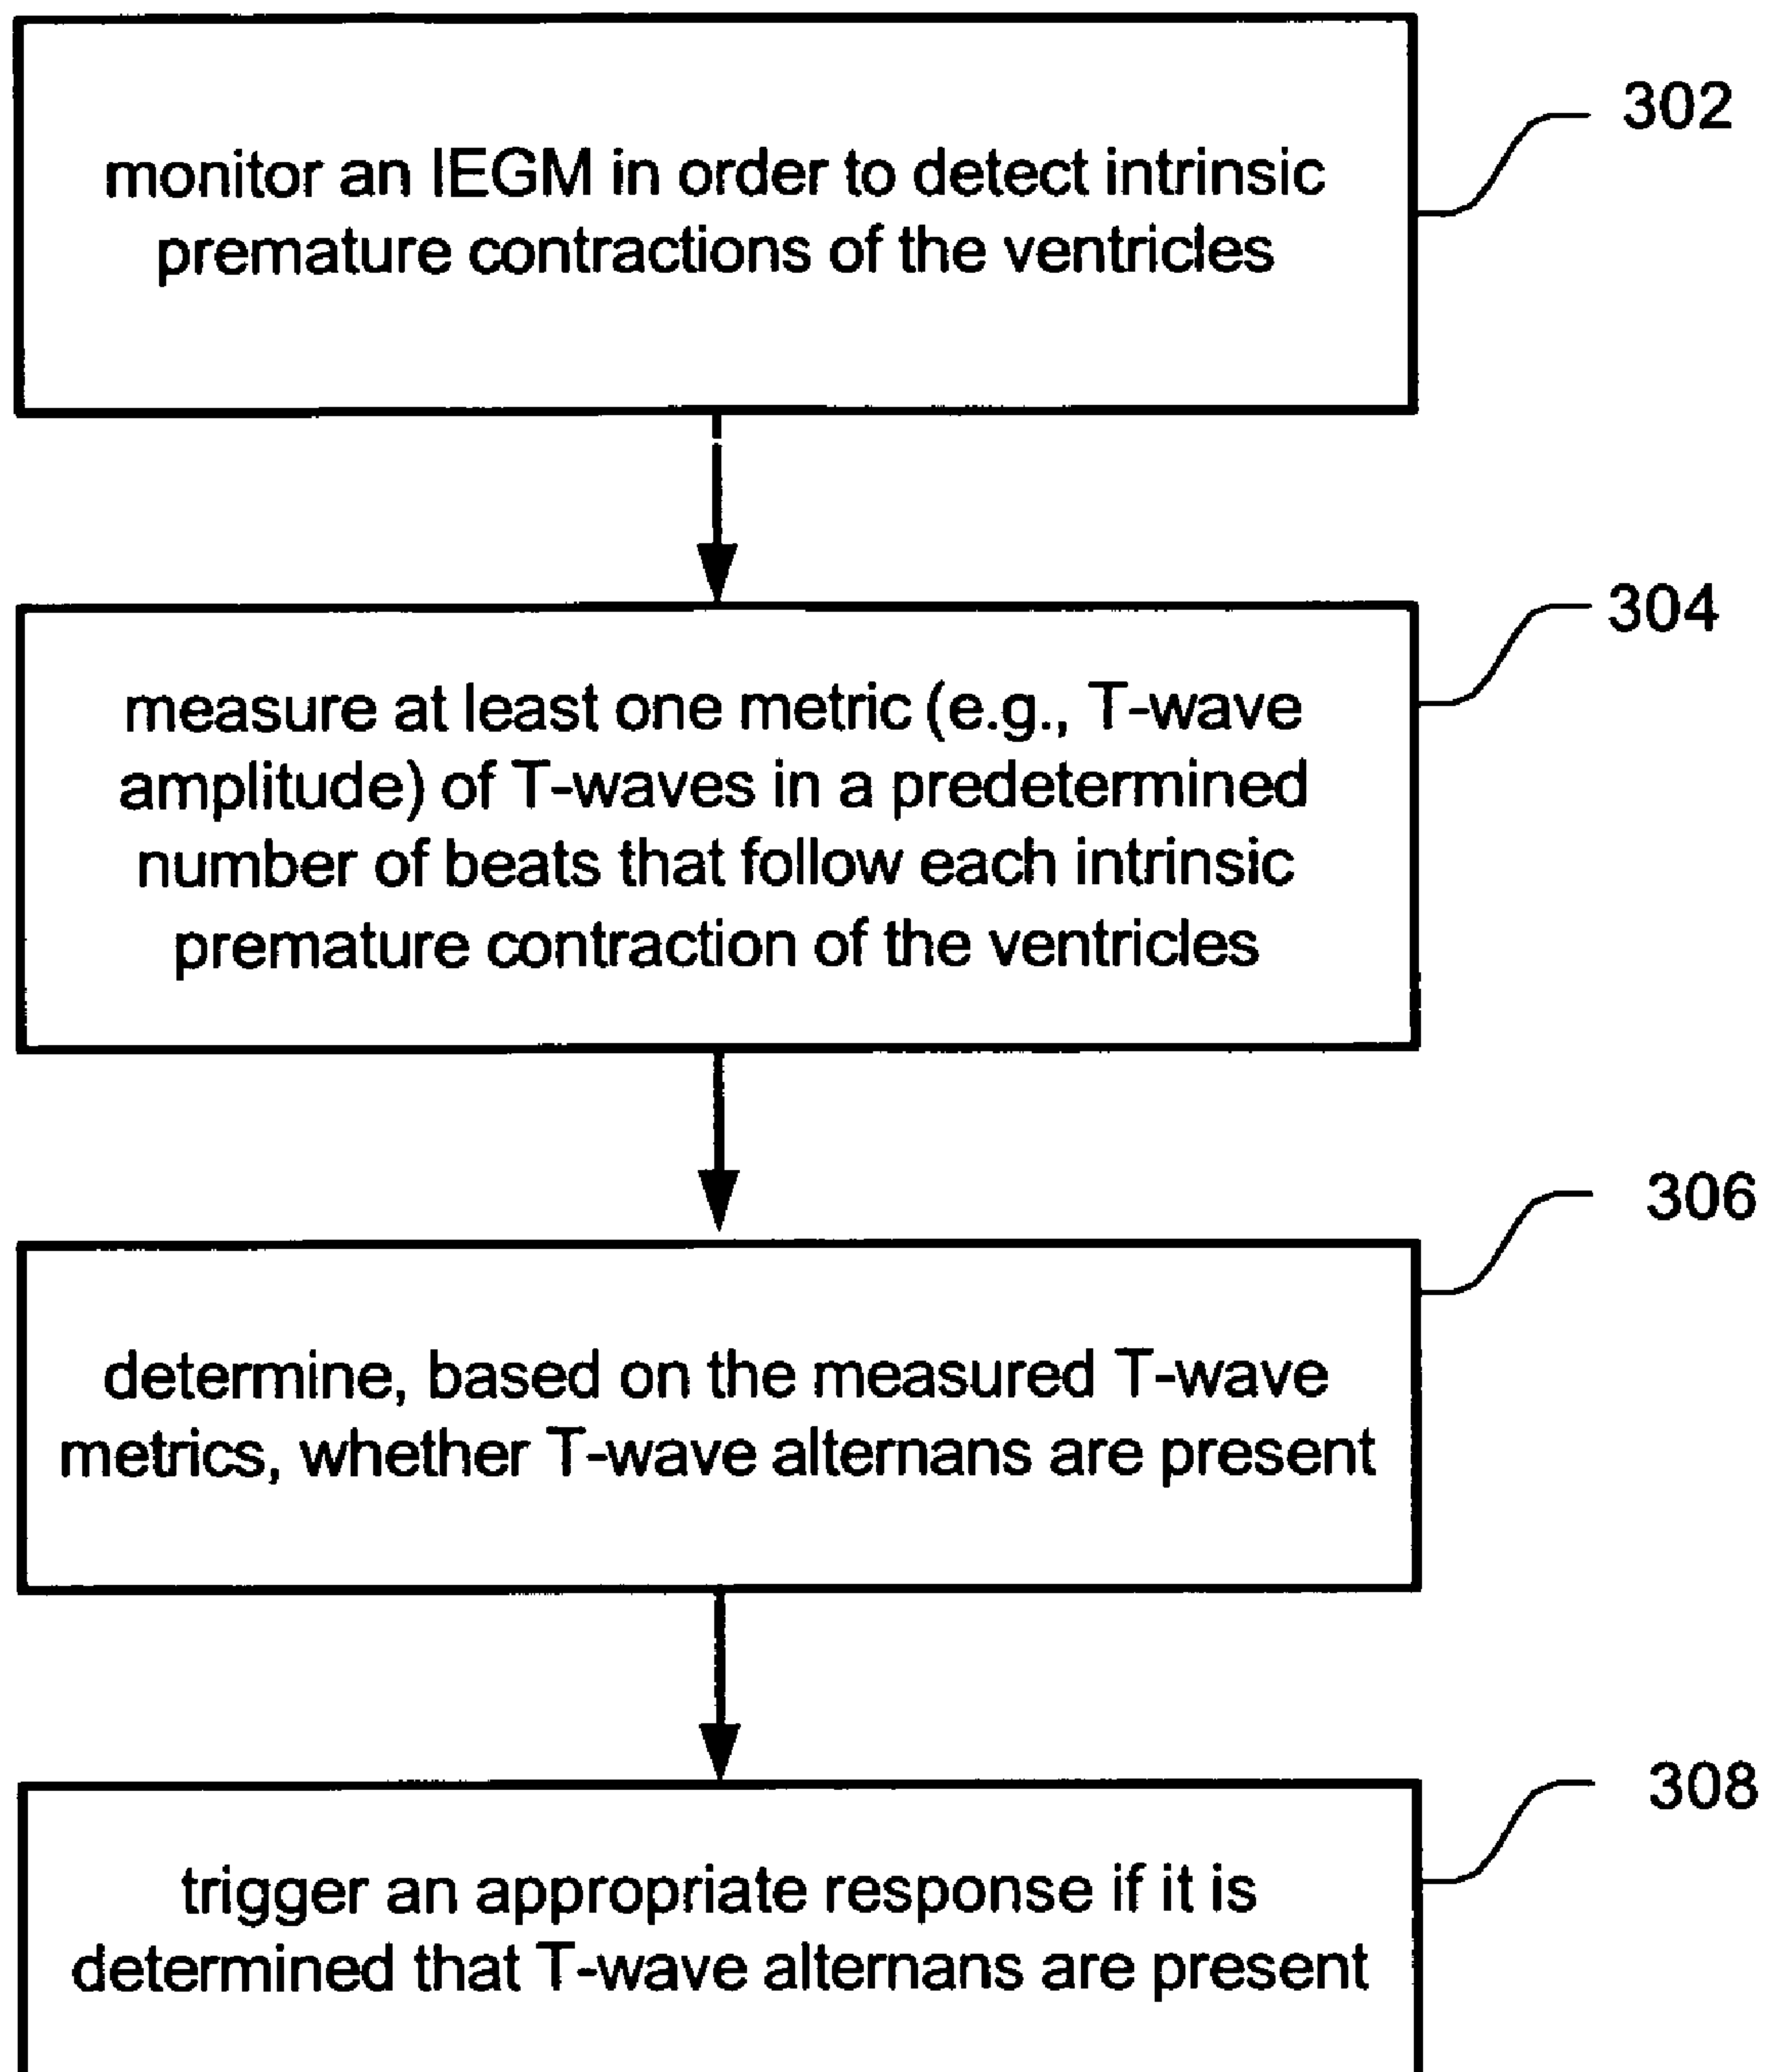 302
monitor an IEGM in order to detect intrinsic
premature contractions of the ventricles
304
measure at least one metric (e.g., T-wave
amplitude) of T-waves in a predetermined
number of beats that follow each intrinsic
premature contraction of the ventricles
306
determine, based on the measured T-wave
metrics, whether T-wave alternans are present
308
trigger an appropriate response if it is
determined that T-wave alternans are present